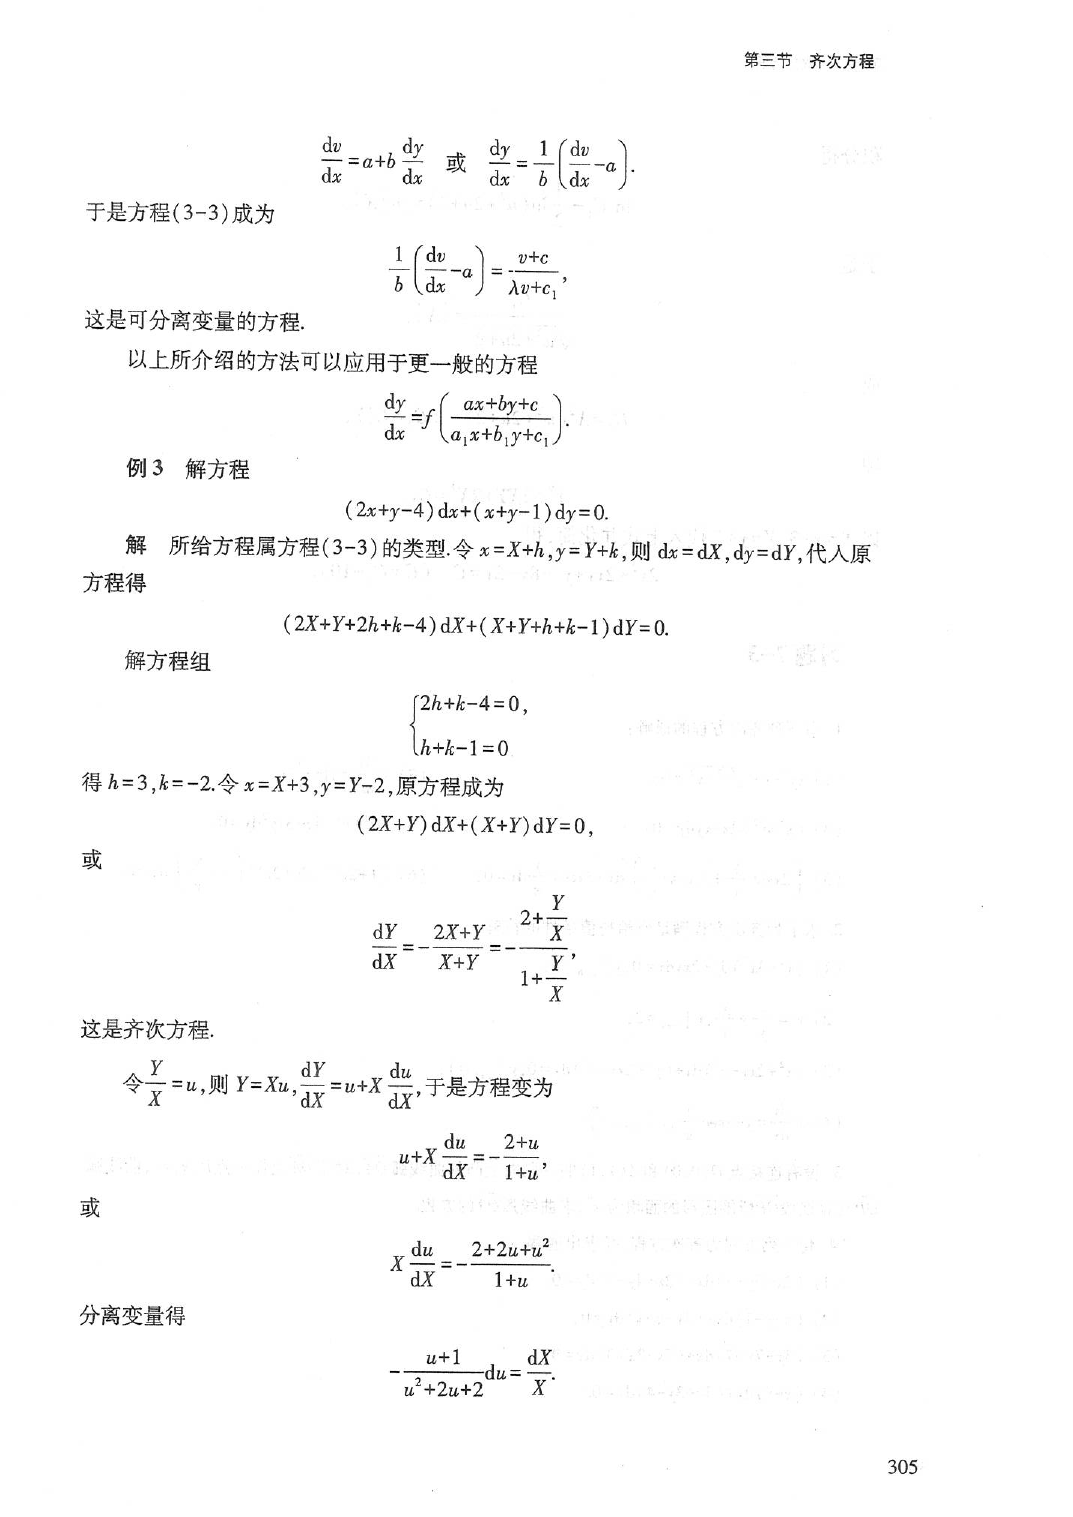 第三节 齐次方程
dv/dx=a+b dy/dx 或 dy/dx=1/b(dv/dx-a).
于是方程(3-3)成为
1/b(dv/dx-a)=(v+c)/(λv+c₁),
这是可分离变量的方程.
以上所介绍的方法可以应用于更一般的方程
dy/dx=f((ax+by+c)/(a₁x+b₁y+c₁)).
例3 解方程
(2x+y-4)dx+(x+y-1)dy=0.
解 所给方程属方程(3-3)的类型.令x=X+h,y=Y+k,则dx=dX,dy=dY,代入原
方程得
(2X+Y+2h+k-4)dX+(X+Y+h+k-1)dY=0.
解方程组
{2h+k-4=0,
h+k-1=0
得h=3,k=-2.令x=X+3,y=Y-2,原方程成为
(2X+Y)dX+(X+Y)dY=0,
或
dY/dX=-(2X+Y)/(X+Y)=-(2+Y/X)/(1+Y/X),
这是齐次方程.
令Y/X=u,则Y=Xu,dY/dX=u+X du/dX,于是方程变为
u+X du/dX=-(2+u)/(1+u),
或
X du/dX=-(2+2u+u²)/(1+u).
分离变量得
-(u+1)/(u²+2u+2)du=dX/X.
305